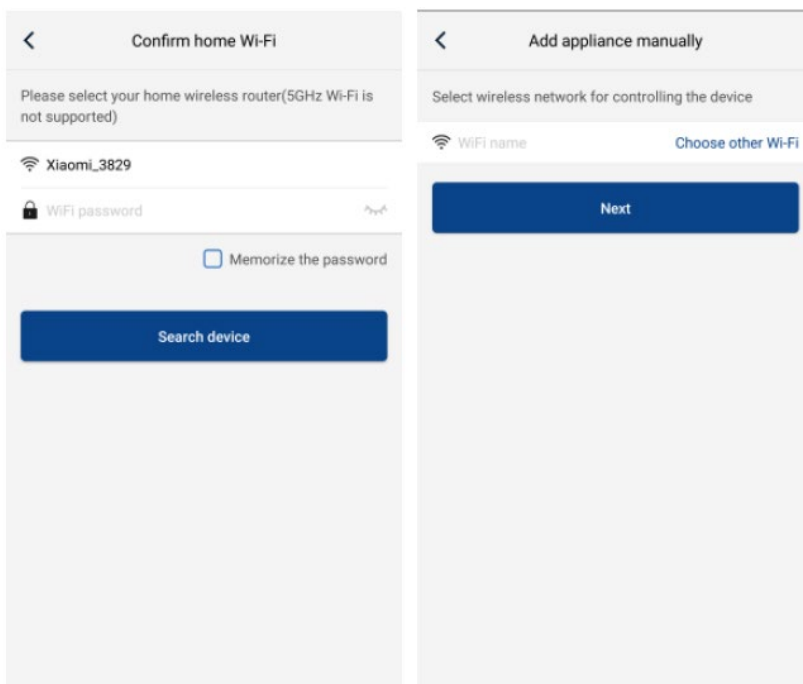 Confirm home Wi-Fi
Please select your home wireless router(5GHz Wi-Fi is
not supported)
Xiaomi_3829
WiFi password
Memorize the password
Search device
Add appliance manually
Select wireless network for controlling the device
WiFi name
Choose other Wi-Fi
Next